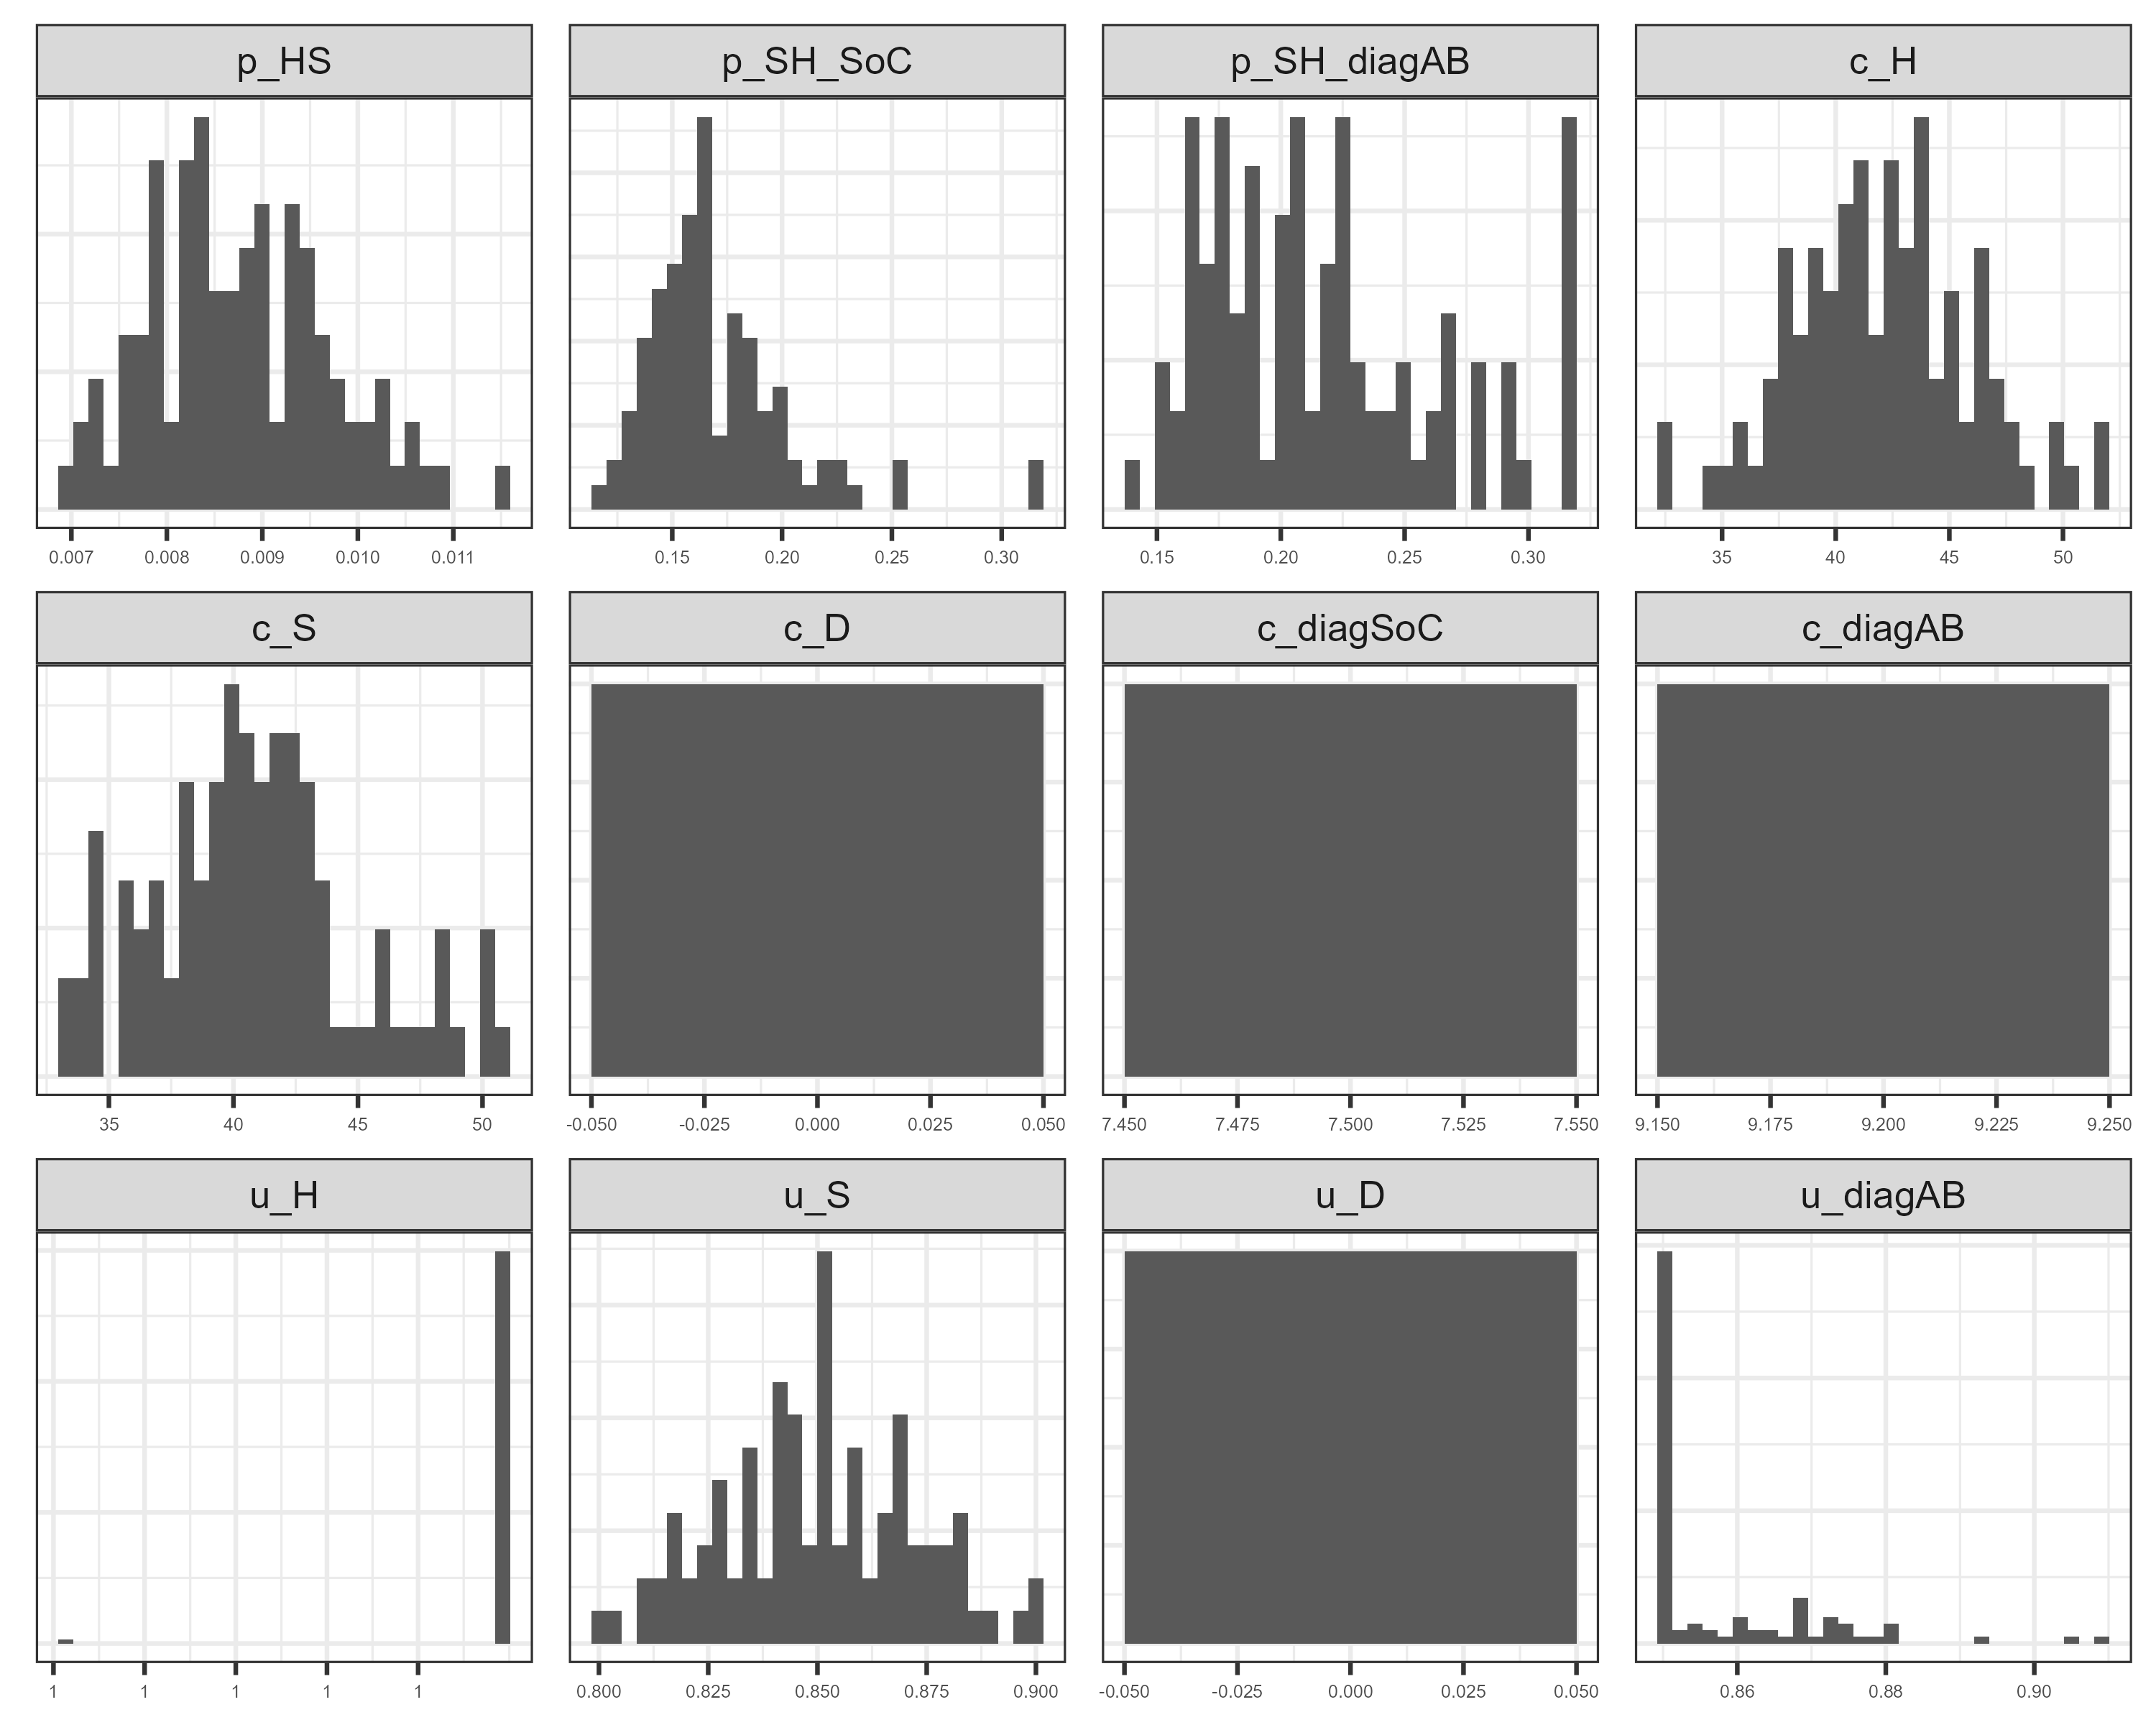 p_HS p_SH_SoC p_SH_diagAB c_H
0.007 0.008 0.009 0.010 0.011 0.15 0.20 0.25 0.30 0.15 0.20 0.25 0.30 35 40 45 50
c_S c_D c_diagSoC c_diagAB
35 40 45 50 -0.050 -0.025 0.000 0.025 0.050 7.450 7.475 7.500 7.525 7.550 9.150 9.175 9.200 9.225 9.250
u_H u_S u_D u_diagAB
1 1 1 1 1 0.800 0.825 0.850 0.875 0.900 -0.050 -0.025 0.000 0.025 0.050 0.86 0.88 0.90